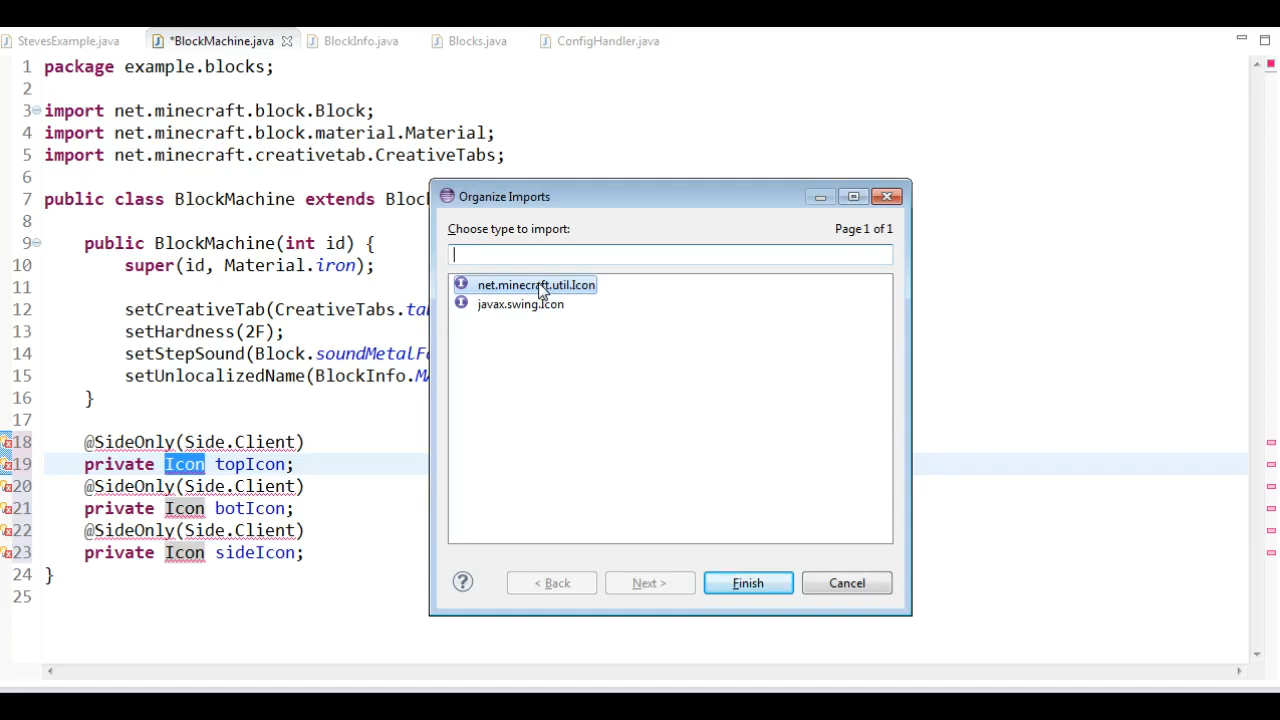 StevesExample.java *BlockMachine.java BlockInfo.java Blocks.java ConfigHandler.java
1 package example.blocks;
2
3 import net.minecraft.block.Block;
4 import net.minecraft.block.material.Material;
5 import net.minecraft.creativetab.CreativeTabs;
6
7 public class BlockMachine extends Bloc
8
9 public BlockMachine(int id) {
10 super(id, Material.iron);
11
12 setCreativeTab(CreativeTabs.ta
13 setHardness(2F);
14 setStepSound(Block.soundMetalFo
15 setUnlocalizedName(BlockInfo.MA
16 }
17
18 @SideOnly(Side.Client)
19 private Icon topIcon;
20 @SideOnly(Side.Client)
21 private Icon botIcon;
22 @SideOnly(Side.Client)
23 private Icon sideIcon;
24 }
25
Organize Imports
Choose type to import: Page 1 of 1
net.minecraft.util.Icon
javax.swing.Icon
< Back Next > Finish Cancel